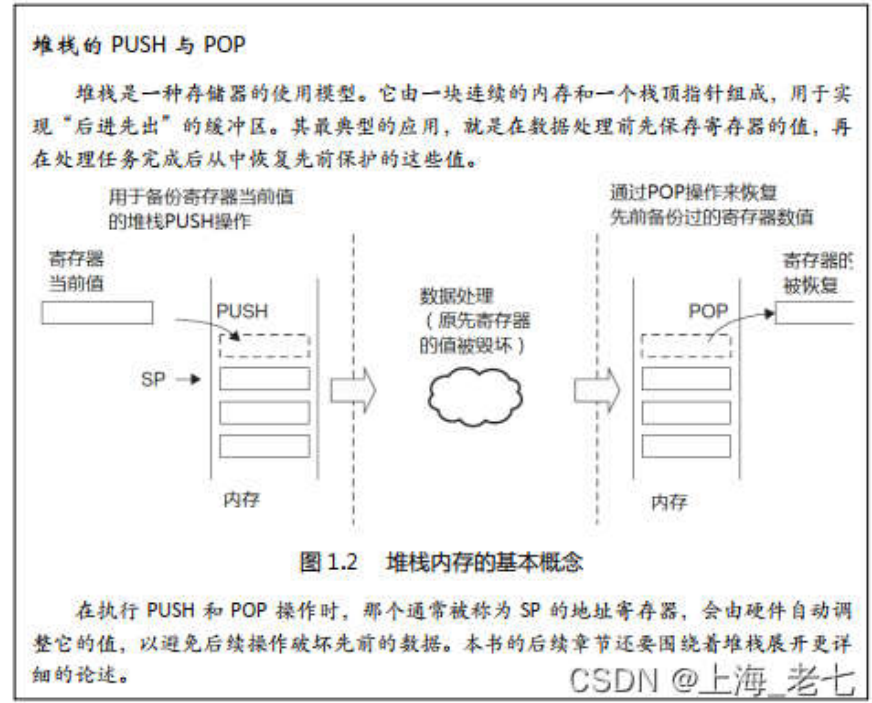 堆栈的 PUSH 与 POP
堆栈是一种存储器的使用模型。它由一块连续的内存和一个栈顶指针组成，用于实
现“后进先出”的缓冲区。其最典型的应用，就是在数据处理前先保存寄存器的值，再
在处理任务完成后从中恢复先前保护的这些值。
用于备份寄存器当前值
的堆栈PUSH操作
通过POP操作来恢复
先前备份过的寄存器数值
寄存器
当前值
寄存器的
被恢复
PUSH
数据处理
（原先寄存器
的值被毁坏）
POP
SP
内存
内存
图 1.2 堆栈内存的基本概念
在执行 PUSH 和 POP 操作时，那个通常被称为 SP 的地址寄存器，会由硬件自动调
整它的值，以避免后续操作破坏先前的数据。本书的后续章节还要围绕着堆栈展开更详
细的论述。
CSDN @上海_老七